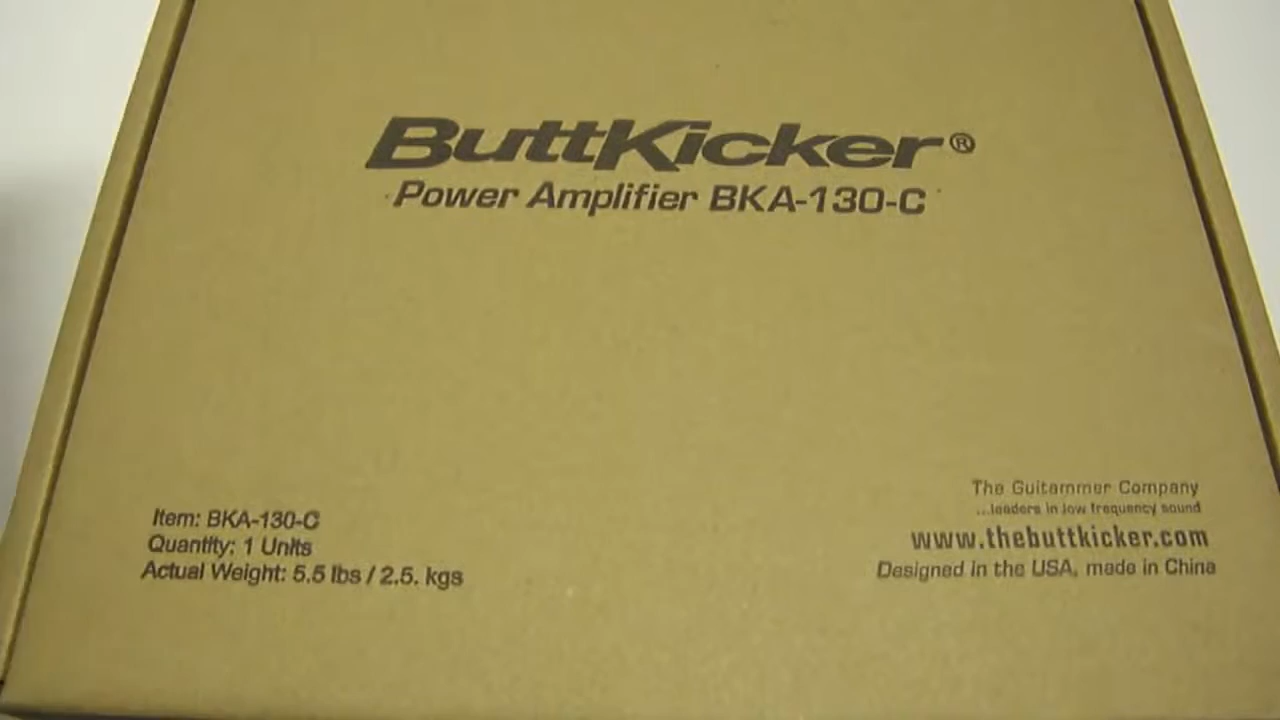 ButtKicker®
Power Amplifier BKA-130-C
Item: BKA-130-C
Quantity: 1 Units
Actual Weight: 5.5 lbs / 2.5. kgs
The Guitammer Company
...leaders in low frequency sound
www.thebuttkicker.com
Designed in the USA, made in China